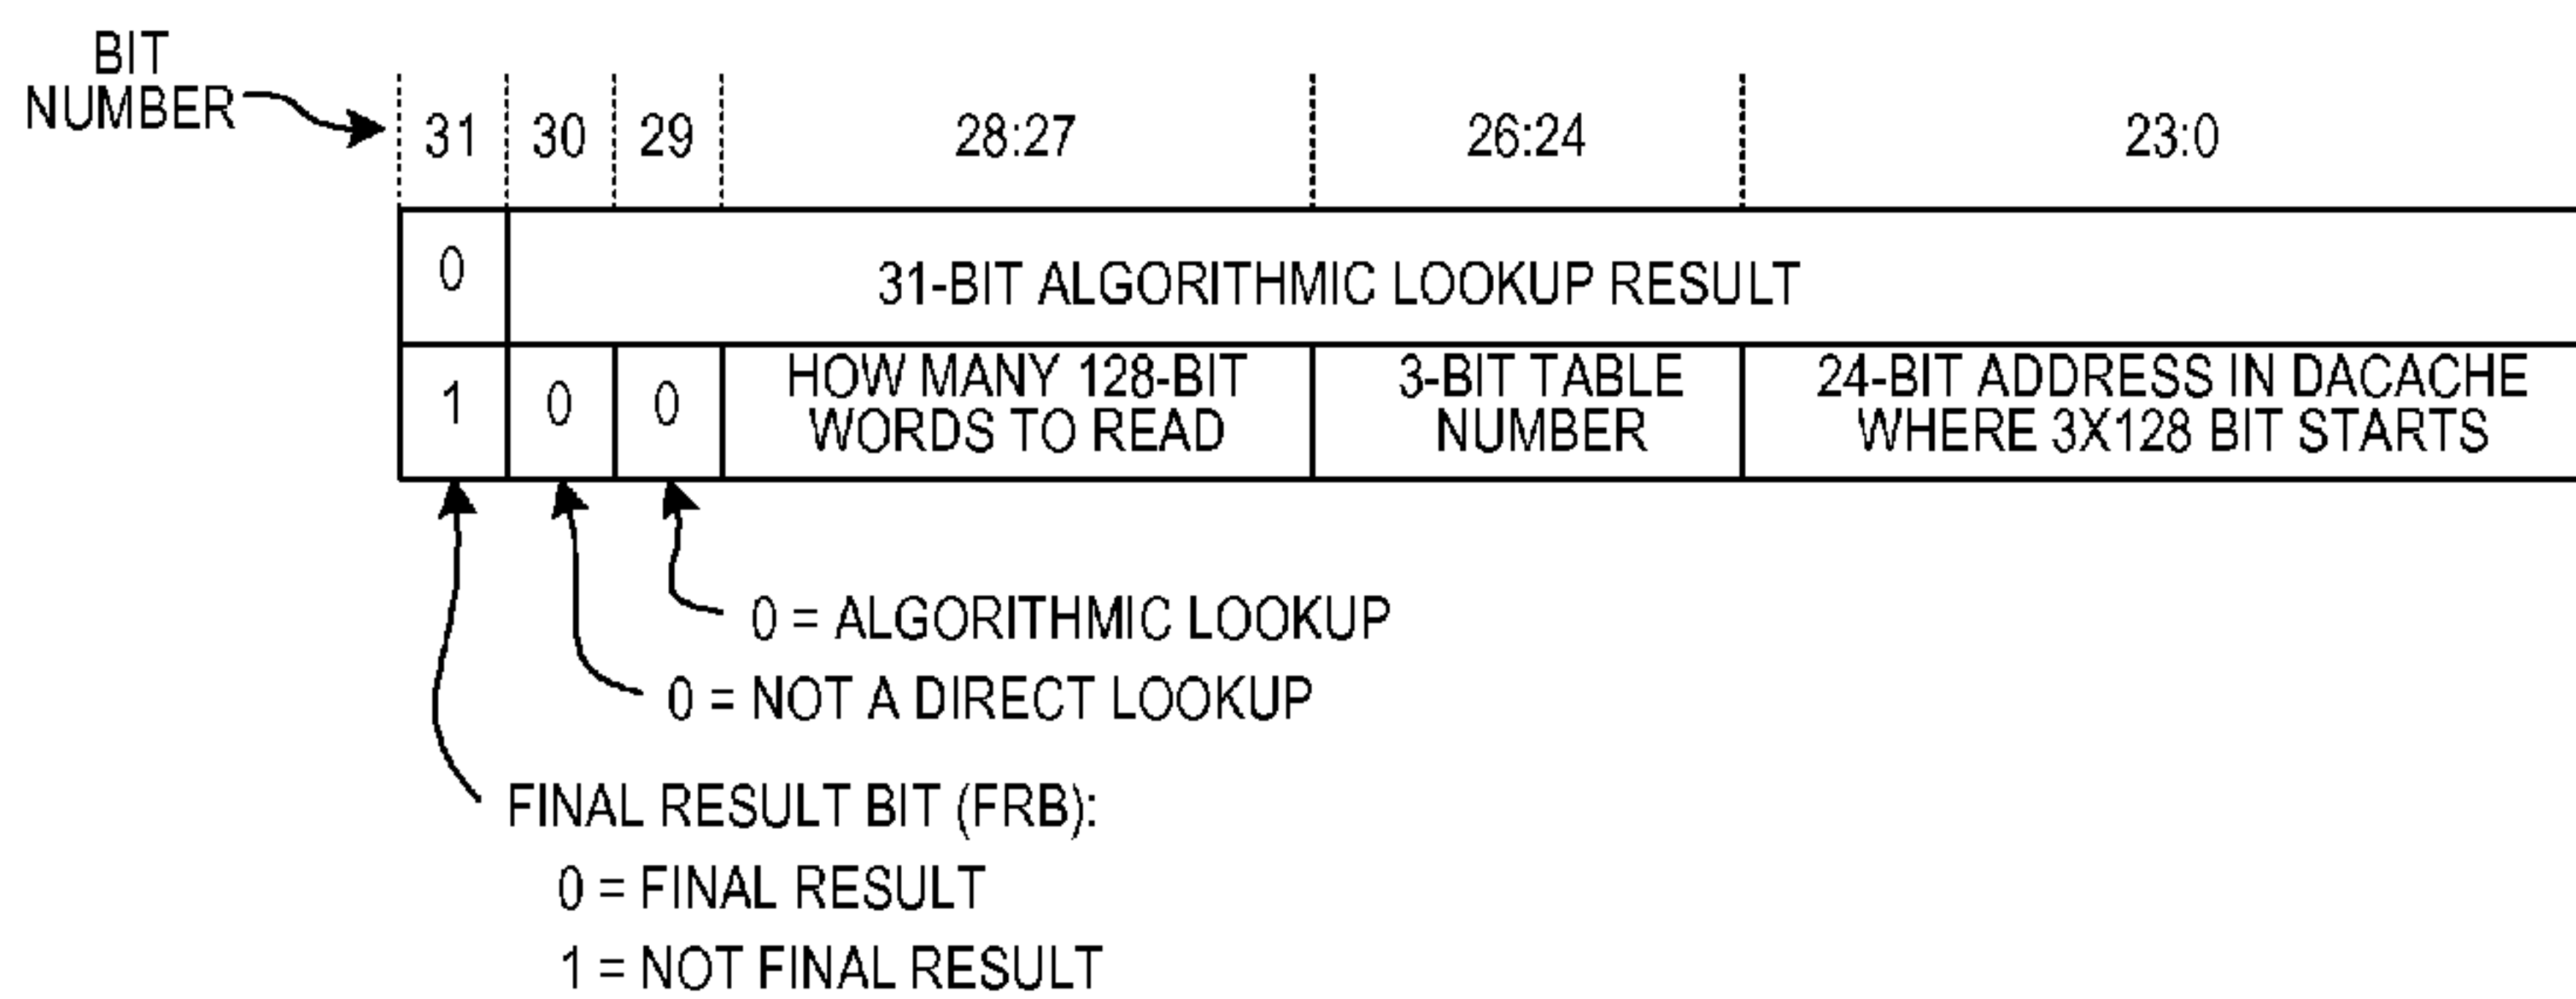 BIT
NUMBER
31 30 29 28:27 26:24 23:0
0 31-BIT ALGORITHMIC LOOKUP RESULT
1 0 0
HOW MANY 128-BIT
WORDS TO READ
3-BIT TABLE
NUMBER
24-BIT ADDRESS IN DACACHE
WHERE 3X128 BIT STARTS
0 = ALGORITHMIC LOOKUP
0 = NOT A DIRECT LOOKUP
FINAL RESULT BIT (FRB):
0 = FINAL RESULT
1 = NOT FINAL RESULT